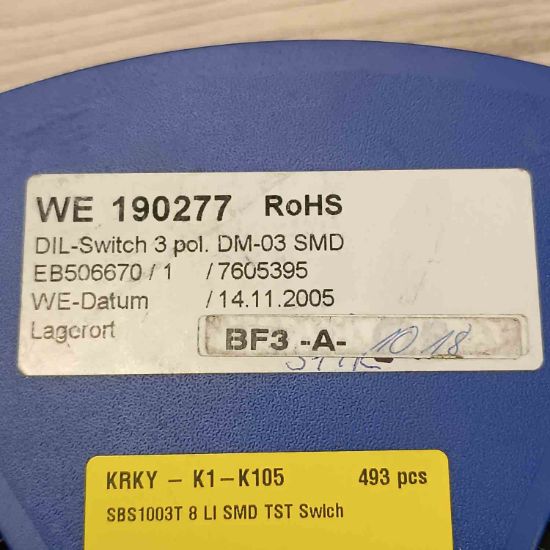 WE 190277 RoHS
DIL-Switch 3 pol. DM-03 SMD
EB506670 / 1 / 7605395
WE-Datum / 14.11.2005
Lagerort BF3 -A- 10 18
KRKY - K1-K105 493 pcs
SBS1003T 8 LI SMD TST Swlch